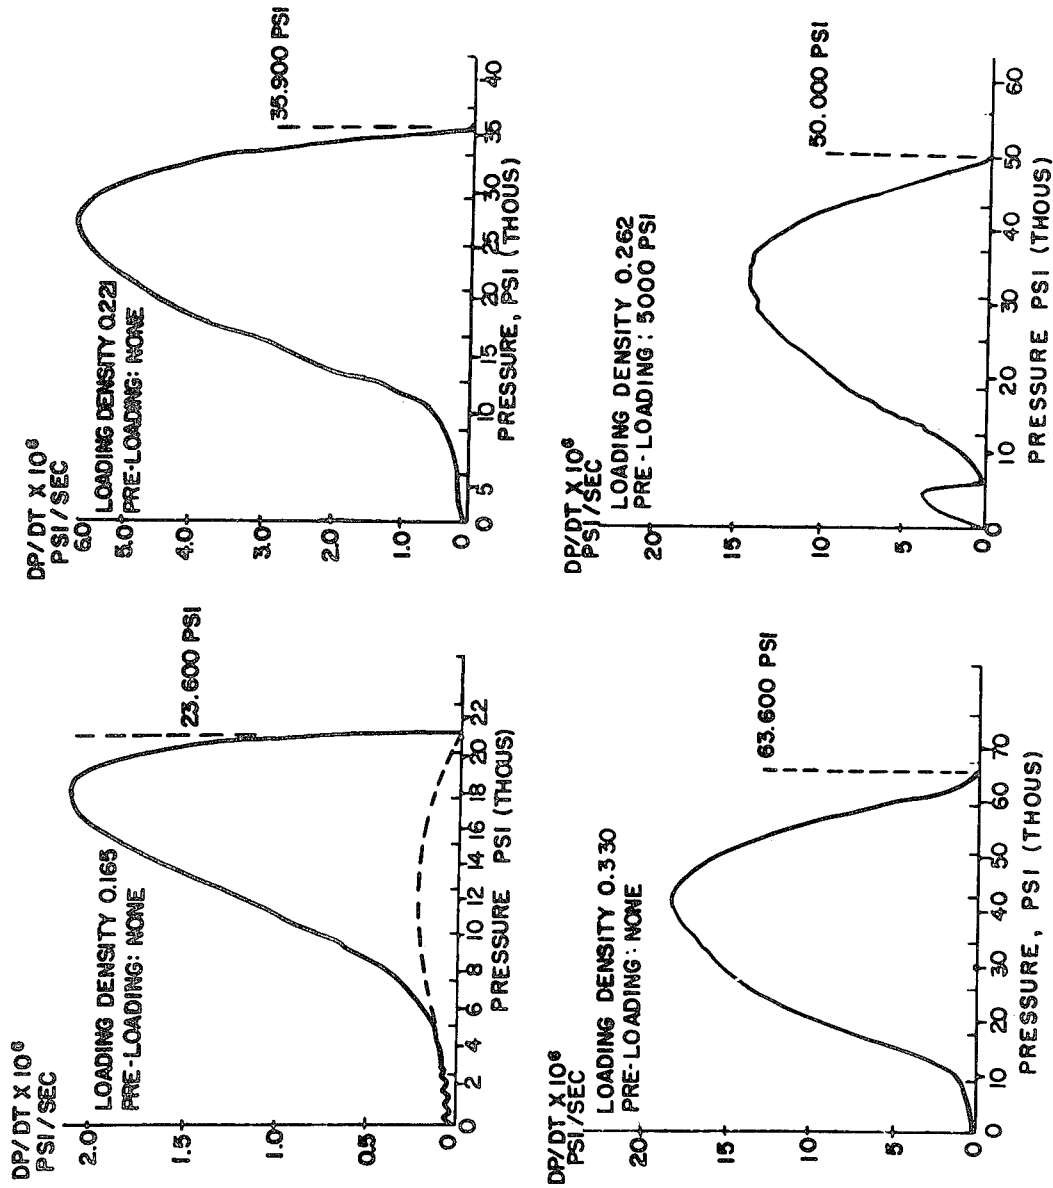 DP/DT X 10⁶
PSI/SEC
2.0
1.5
1.0
0.5
0
LOADING DENSITY 0.165
PRE-LOADING: NONE
23.600 PSI
0 2 4 6 8 10 12 14 16 18 20 22
PRESSURE PSI (THOUS)
DP/DT X 10⁶
PSI/SEC
6.0
5.0
4.0
3.0
2.0
1.0
0
LOADING DENSITY 0.221
PRE-LOADING: NONE
35.900 PSI
0 5 10 15 20 25 30 35 40
PRESSURE, PSI (THOUS)
DP/DT X 10⁶
PSI/SEC
20
15
10
5
0
LOADING DENSITY 0.330
PRE-LOADING: NONE
63.600 PSI
0 10 20 30 40 50 60 70
PRESSURE, PSI (THOUS)
DP/DT X 10⁶
PSI/SEC
20
15
10
5
0
LOADING DENSITY 0.262
PRE-LOADING: 5000 PSI
50.000 PSI
0 10 20 30 40 50 60
PRESSURE PSI (THOUS)